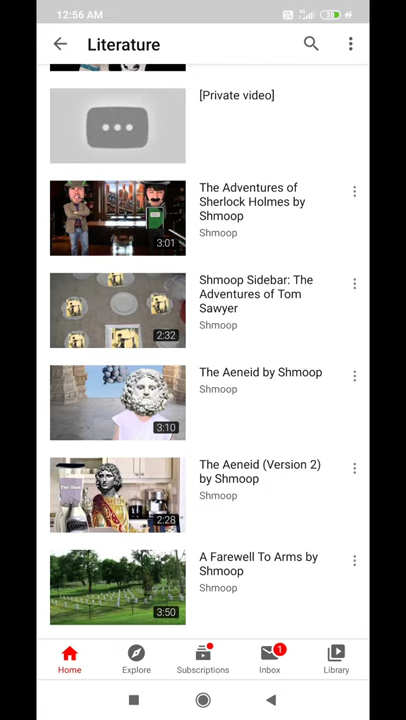 12:56 AM
4G
30
Literature
[Private video]
The Adventures of
Sherlock Holmes by
Shmoop
Shmoop
3:01
Shmoop Sidebar: The
Adventures of Tom
Sawyer
Shmoop
2:32
The Aeneid by Shmoop
Shmoop
3:10
The Aeneid (Version 2)
by Shmoop
Shmoop
2:28
A Farewell To Arms by
Shmoop
Shmoop
3:50
1
Home
Explore
Subscriptions
Inbox
Library